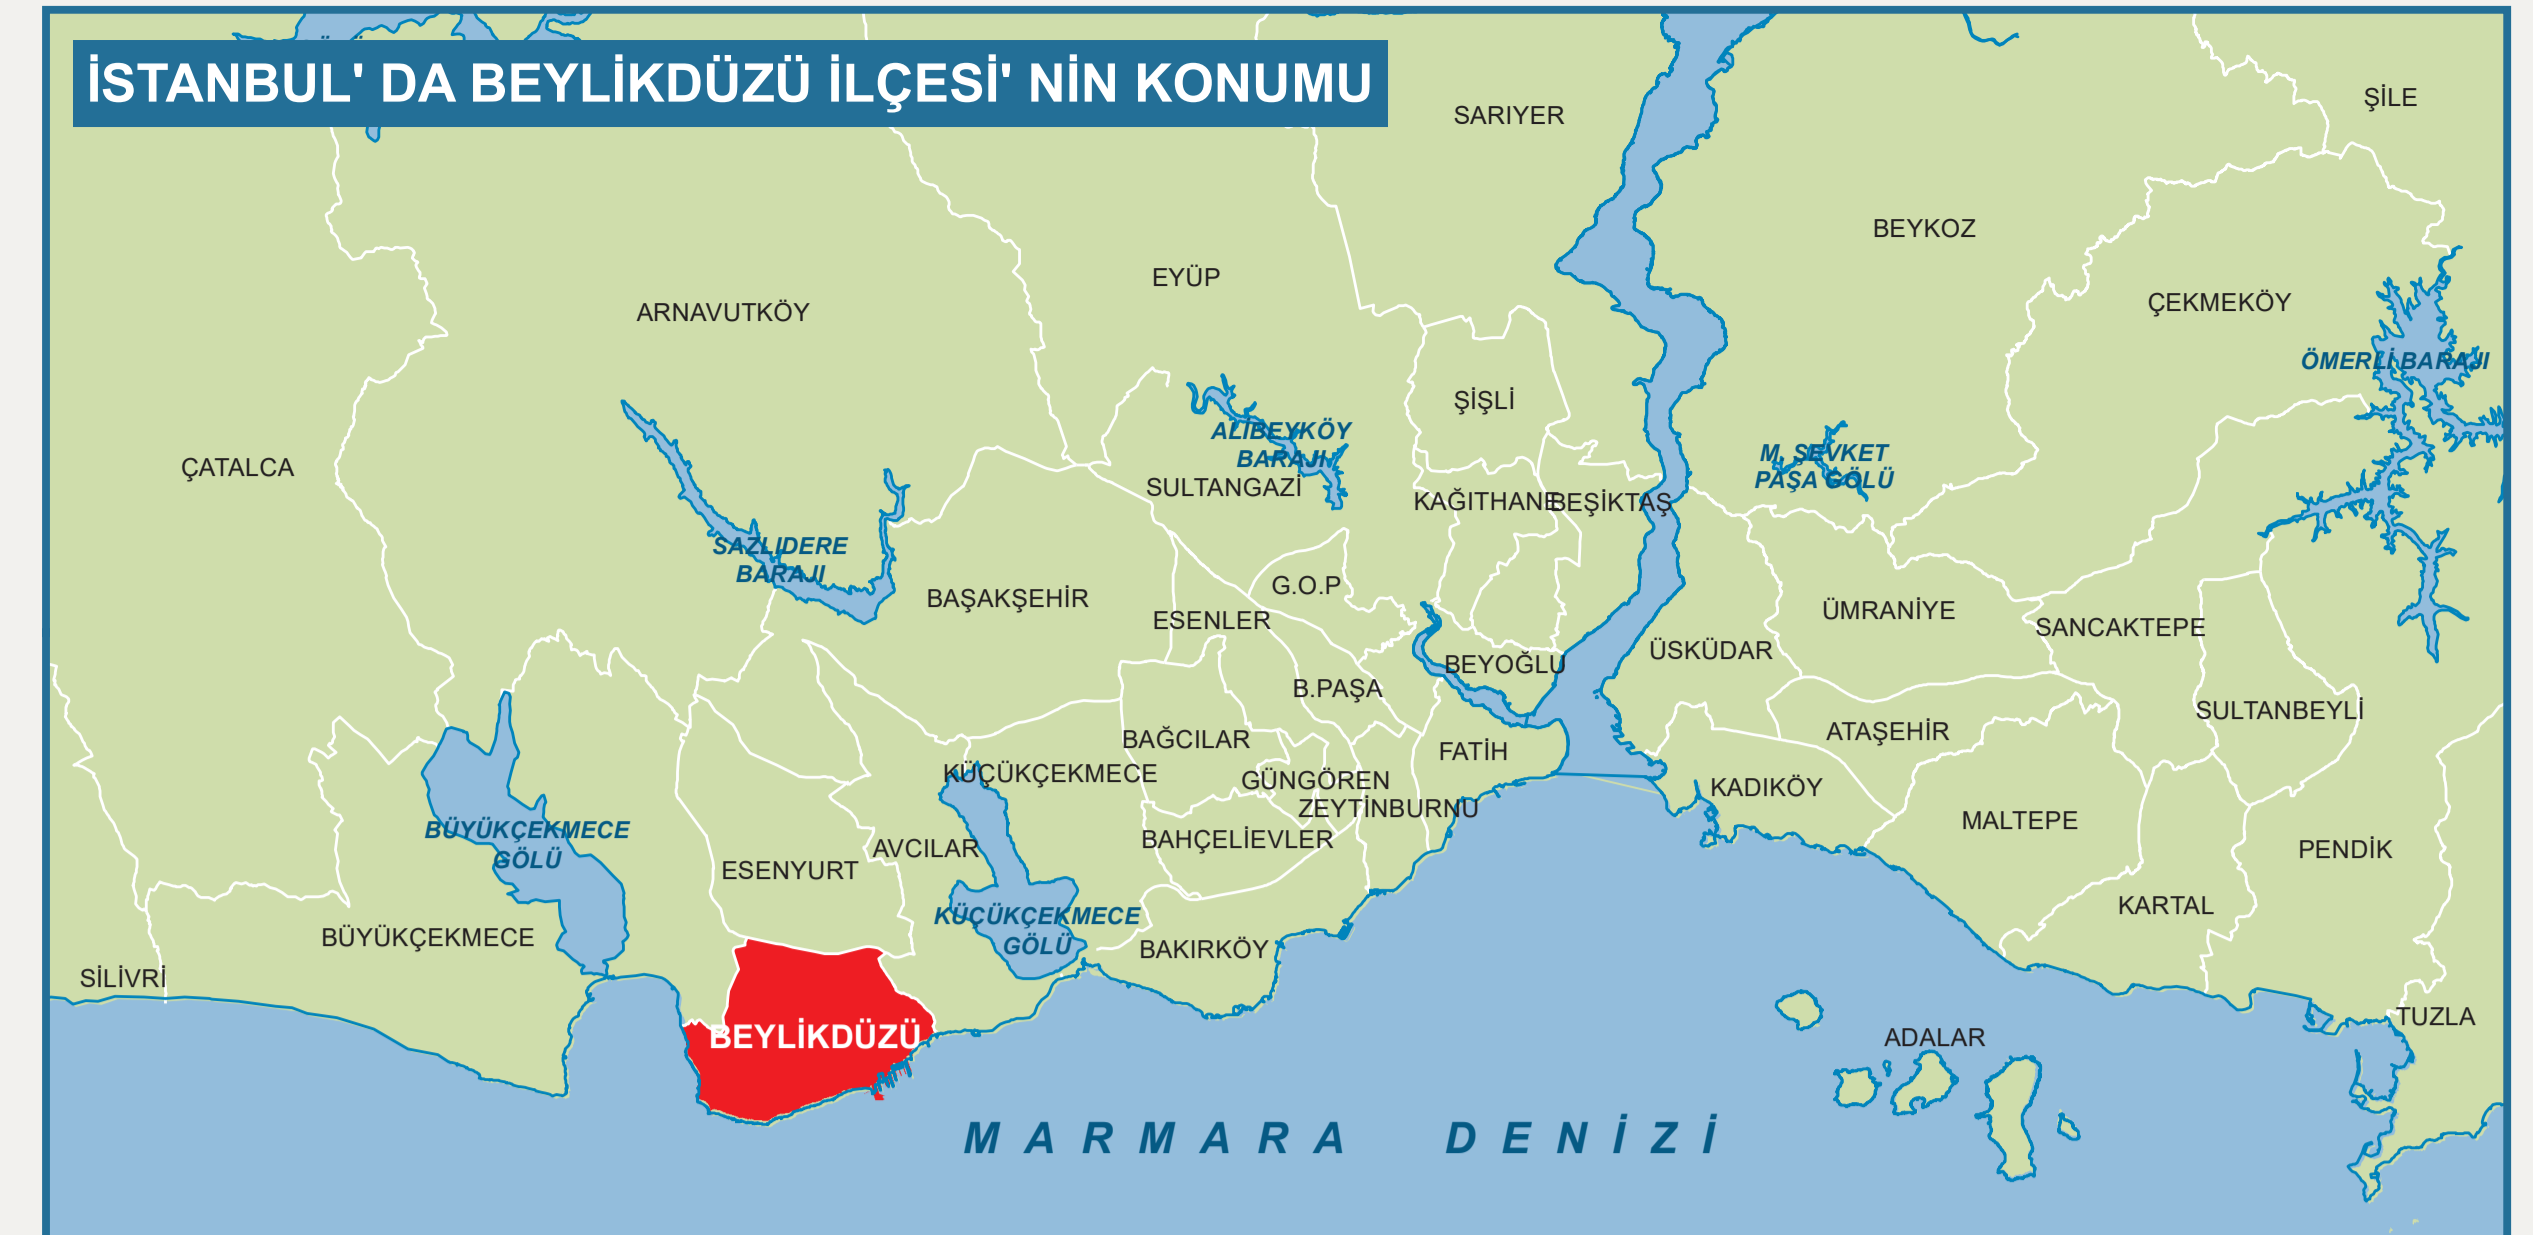 İSTANBUL' DA BEYLİKDÜZÜ İLÇESİ' NİN KONUMU
ŞİLE
SARIYER
BEYKOZ
EYÜP
ÇEKMEKÖY
ARNAVUTKÖY
ÖMERLİ BARAJI
ŞİŞLİ
ALİBEYKÖY
BARAJI
M. ŞEVKET
PAŞA GÖLÜ
ÇATALCA
SULTANGAZİ
KAĞITHANE
BEŞİKTAŞ
SAZLIDERE
BARAJI
G.O.P
BAŞAKŞEHİR
ESENLER
ÜMRANİYE
SANCAKTEPE
ÜSKÜDAR
BEYOĞLU
B.PAŞA
SULTANBEYLİ
ATAŞEHİR
BAĞCILAR
FATİH
KÜÇÜKÇEKMECE
GÜNGÖREN
KADIKÖY
ZEYTİNBURNU
MALTEPE
BÜYÜKÇEKMECE
GÖLÜ
BAHÇELİEVLER
AVCILAR
PENDİK
ESENYURT
KARTAL
KÜÇÜKÇEKMECE
GÖLÜ
BÜYÜKÇEKMECE
BAKIRKÖY
SİLİVRİ
TUZLA
BEYLİKDÜZÜ
ADALAR
MARMARA DENİZİ